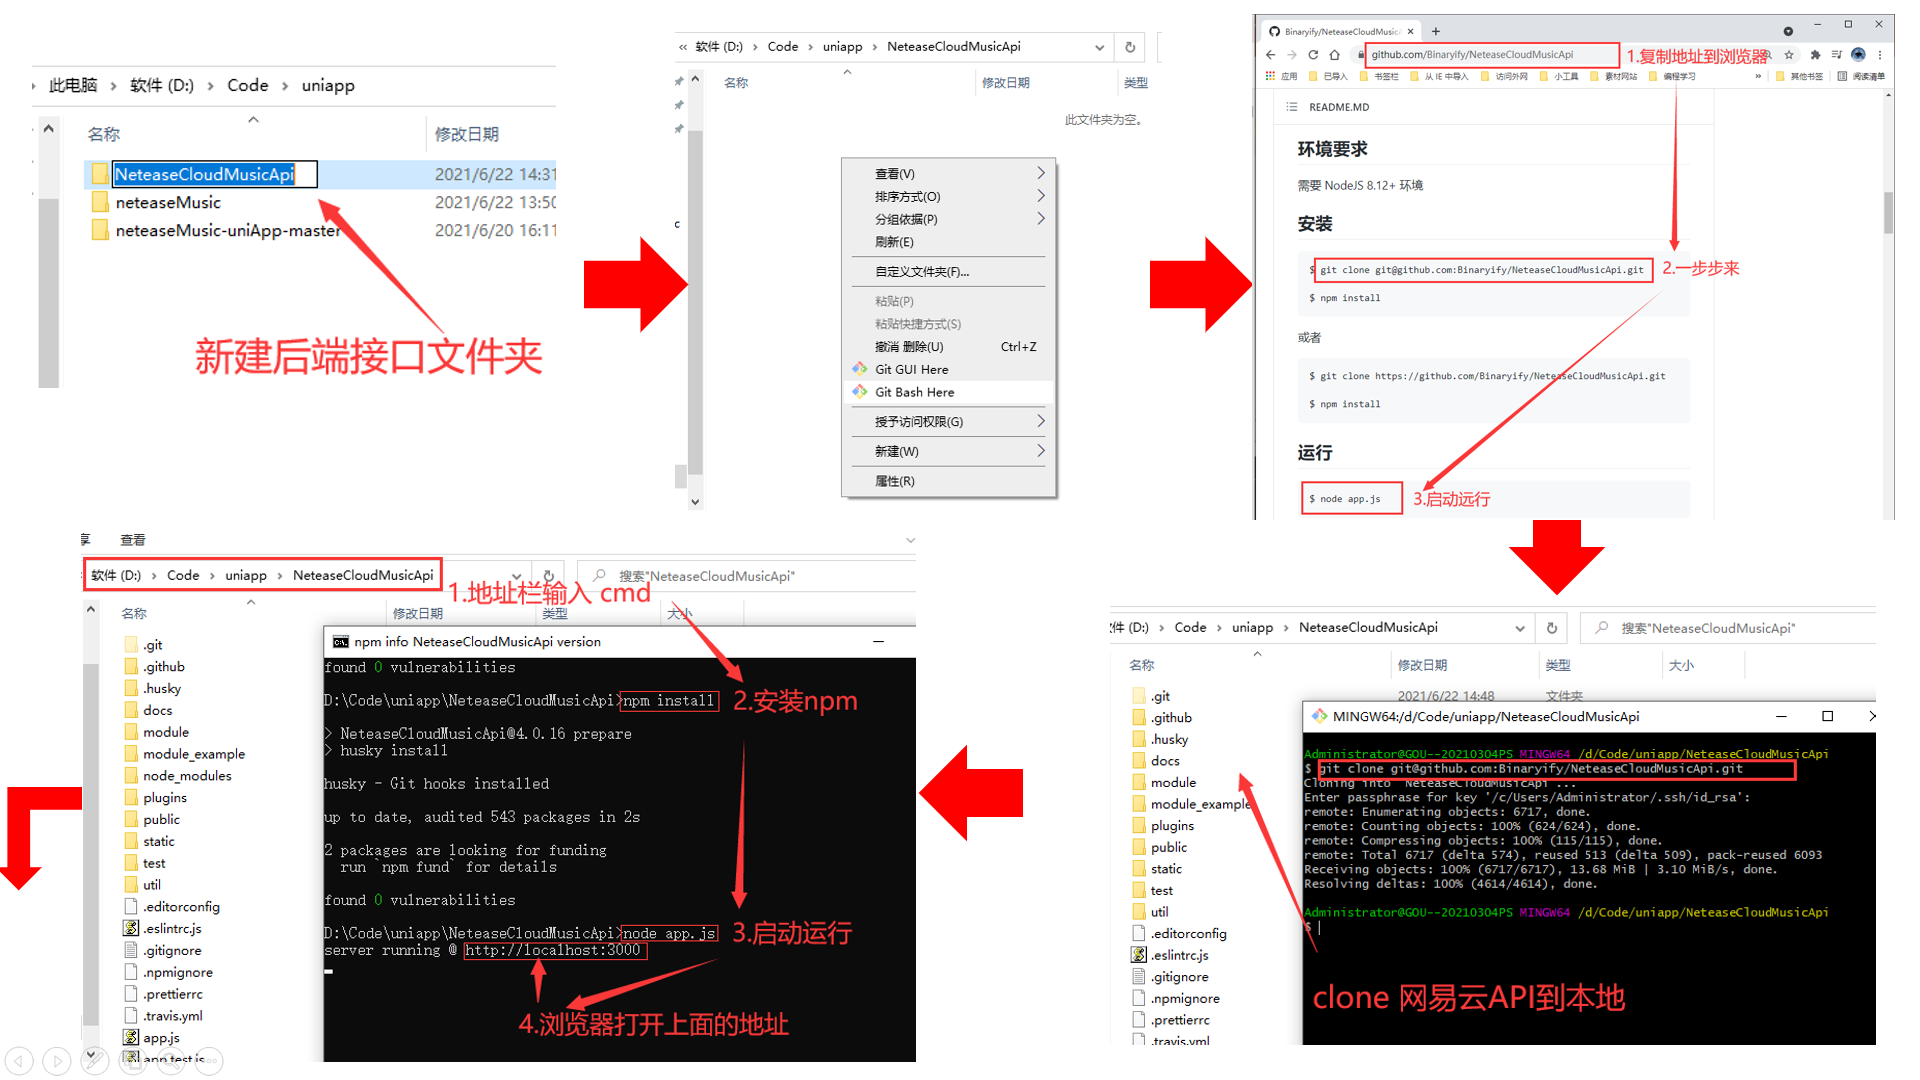 此电脑 › 软件 (D:) › Code › uniapp
名称 修改日期
NeteaseCloudMusicApi 2021/6/22 14:31
neteaseMusic 2021/6/22 13:50
neteaseMusic-uniApp-master 2021/6/20 16:11
新建后端接口文件夹
« 软件 (D:) › Code › uniapp › NeteaseCloudMusicApi
名称 修改日期 类型
此文件夹为空。
c
查看(V)
排序方式(O)
分组依据(P)
刷新(E)
自定义文件夹(F)...
粘贴(P)
粘贴快捷方式(S)
撤消 删除(U) Ctrl+Z
Git GUI Here
Git Bash Here
授予访问权限(G)
新建(W)
属性(R)
Binaryify/NeteaseCloudMusic
github.com/Binaryify/NeteaseCloudMusicApi
1.复制地址到浏览器
应用 已导入 书签栏 从 IE 中导入 访问外网 小工具 素材网站 编程学习 » 其他书签 阅读清单
README.MD
环境要求
需要 NodeJS 8.12+ 环境
安装
$ git clone git@github.com:Binaryify/NeteaseCloudMusicApi.git
2.一步步来
$ npm install
或者
$ git clone https://github.com/Binaryify/NeteaseCloudMusicApi.git
$ npm install
运行
$ node app.js
3.启动远行
件 (D:) › Code › uniapp › NeteaseCloudMusicApi
搜索"NeteaseCloudMusicApi"
名称 修改日期 类型 大小
.git 2021/6/22 14:48 文件夹
.github
.husky
docs
module
module_example
plugins
public
static
test
util
.editorconfig
.eslintrc.js
.gitignore
.npmignore
.prettierrc
.travis.yml
MINGW64:/d/Code/uniapp/NeteaseCloudMusicApi
Administrator@GOU--20210304PS MINGW64 /d/Code/uniapp/NeteaseCloudMusicApi
$ git clone git@github.com:Binaryify/NeteaseCloudMusicApi.git
Cloning into 'NeteaseCloudMusicApi'...
Enter passphrase for key '/c/Users/Administrator/.ssh/id_rsa':
remote: Enumerating objects: 6717, done.
remote: Counting objects: 100% (624/624), done.
remote: Compressing objects: 100% (115/115), done.
remote: Total 6717 (delta 574), reused 513 (delta 509), pack-reused 6093
Receiving objects: 100% (6717/6717), 13.68 MiB | 3.10 MiB/s, done.
Resolving deltas: 100% (4614/4614), done.
Administrator@GOU--20210304PS MINGW64 /d/Code/uniapp/NeteaseCloudMusicApi
$
clone 网易云API到本地
享 查看
软件 (D:) › Code › uniapp › NeteaseCloudMusicApi
搜索"NeteaseCloudMusicApi"
1.地址栏输入 cmd
名称 修改日期 类型 大小
.git
.github
.husky
docs
module
module_example
node_modules
plugins
public
static
test
util
.editorconfig
.eslintrc.js
.gitignore
.npmignore
.prettierrc
.travis.yml
app.js
app.test.js
npm info NeteaseCloudMusicApi version
found 0 vulnerabilities
D:\Code\uniapp\NeteaseCloudMusicApi>npm install
2.安装npm
> NeteaseCloudMusicApi@4.0.16 prepare
> husky install
husky - Git hooks installed
up to date, audited 543 packages in 2s
2 packages are looking for funding
run `npm fund` for details
found 0 vulnerabilities
D:\Code\uniapp\NeteaseCloudMusicApi>node app.js
3.启动运行
server running @ http://localhost:3000
4.浏览器打开上面的地址